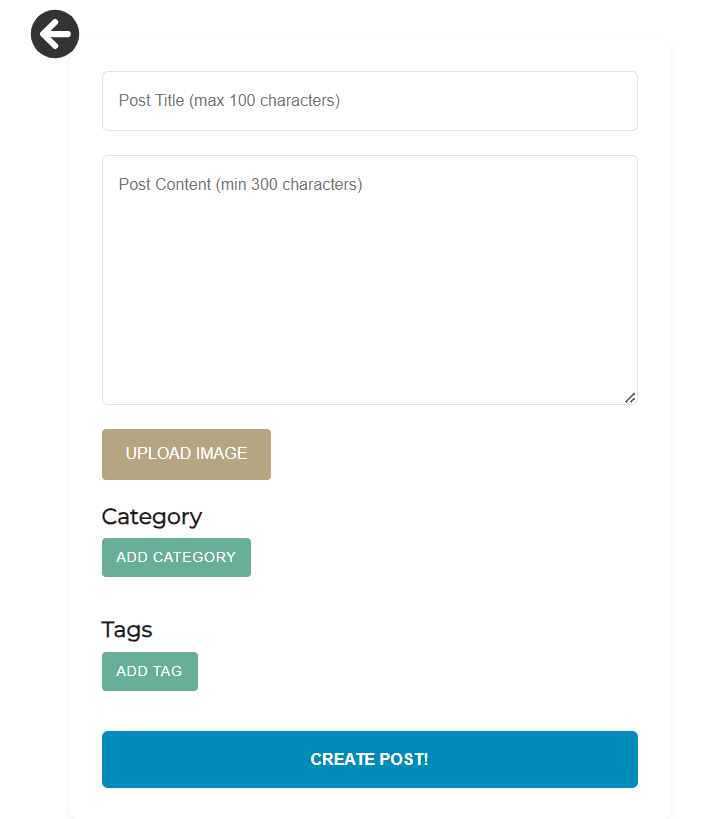 Post Title (max 100 characters)
Post Content (min 300 characters)
UPLOAD IMAGE
Category
ADD CATEGORY
Tags
ADD TAG
CREATE POST!